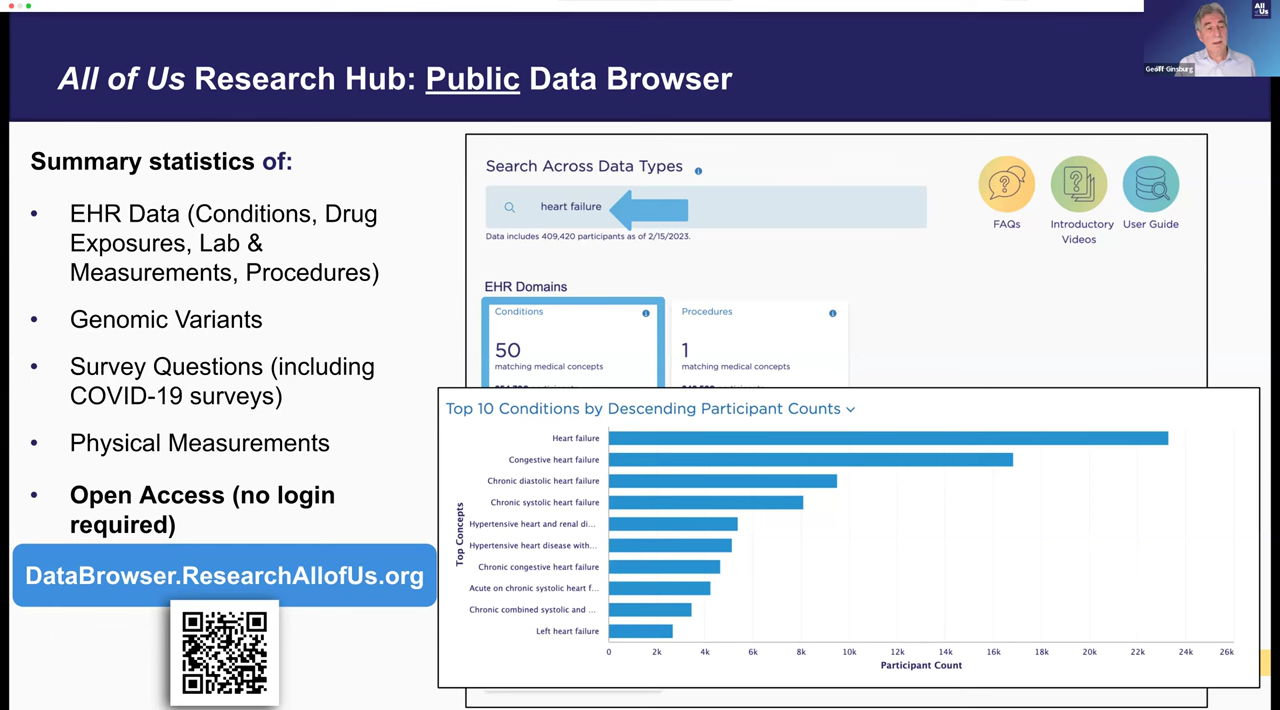 All of Us Research Hub: Public Data Browser
All
of Us
Geoff Ginsburg
Summary statistics of:
• EHR Data (Conditions, Drug
Exposures, Lab &
Measurements, Procedures)
• Genomic Variants
• Survey Questions (including
COVID-19 surveys)
• Physical Measurements
• Open Access (no login
required)
DataBrowser.ResearchAllofUs.org
Search Across Data Types
heart failure
Data includes 409,420 participants as of 2/15/2023.
FAQs
Introductory
Videos
User Guide
EHR Domains
Conditions
50
matching medical concepts
Procedures
1
matching medical concepts
Top 10 Conditions by Descending Participant Counts
Top Concepts
Heart failure
Congestive heart failure
Chronic diastolic heart failure
Chronic systolic heart failure
Hypertensive heart and renal di...
Hypertensive heart disease with...
Chronic congestive heart failure
Acute on chronic systolic heart f...
Chronic combined systolic and ...
Left heart failure
0 2k 4k 6k 8k 10k 12k 14k 16k 18k 20k 22k 24k 26k
Participant Count